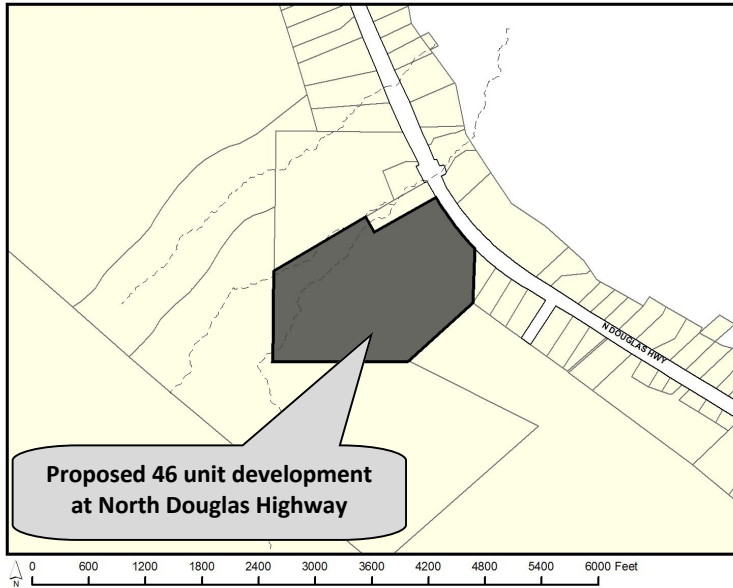 N DOUGLAS HWY
Proposed 46 unit development
at North Douglas Highway
N
0 600 1200 1800 2400 3000 3600 4200 4800 5400 6000 Feet